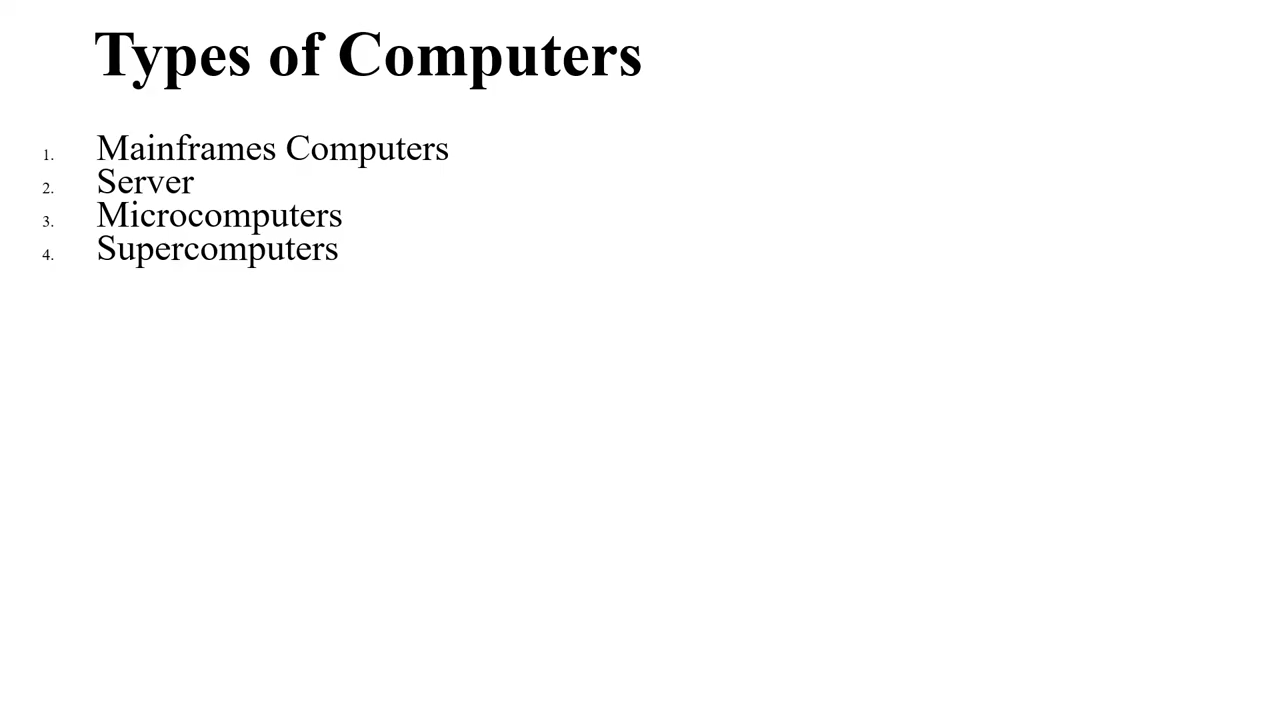 Types of Computers
1. Mainframes Computers
2. Server
3. Microcomputers
4. Supercomputers